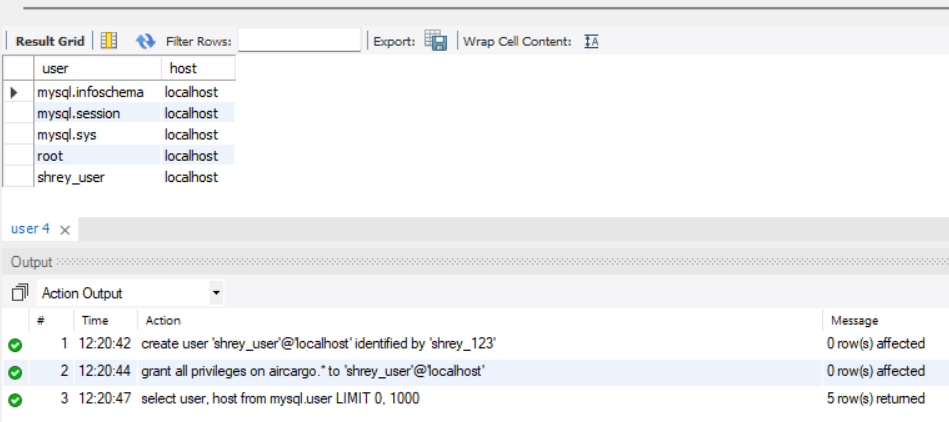 Result Grid Filter Rows: Export: Wrap Cell Content:
user host
mysql.infoschema localhost
mysql.session localhost
mysql.sys localhost
root localhost
shrey_user localhost
user 4
Output
Action Output
# Time Action Message
1 12:20:42 create user 'shrey_user'@'localhost' identified by 'shrey_123' 0 row(s) affected
2 12:20:44 grant all privileges on aircargo.* to 'shrey_user'@'localhost' 0 row(s) affected
3 12:20:47 select user, host from mysql.user LIMIT 0, 1000 5 row(s) returned